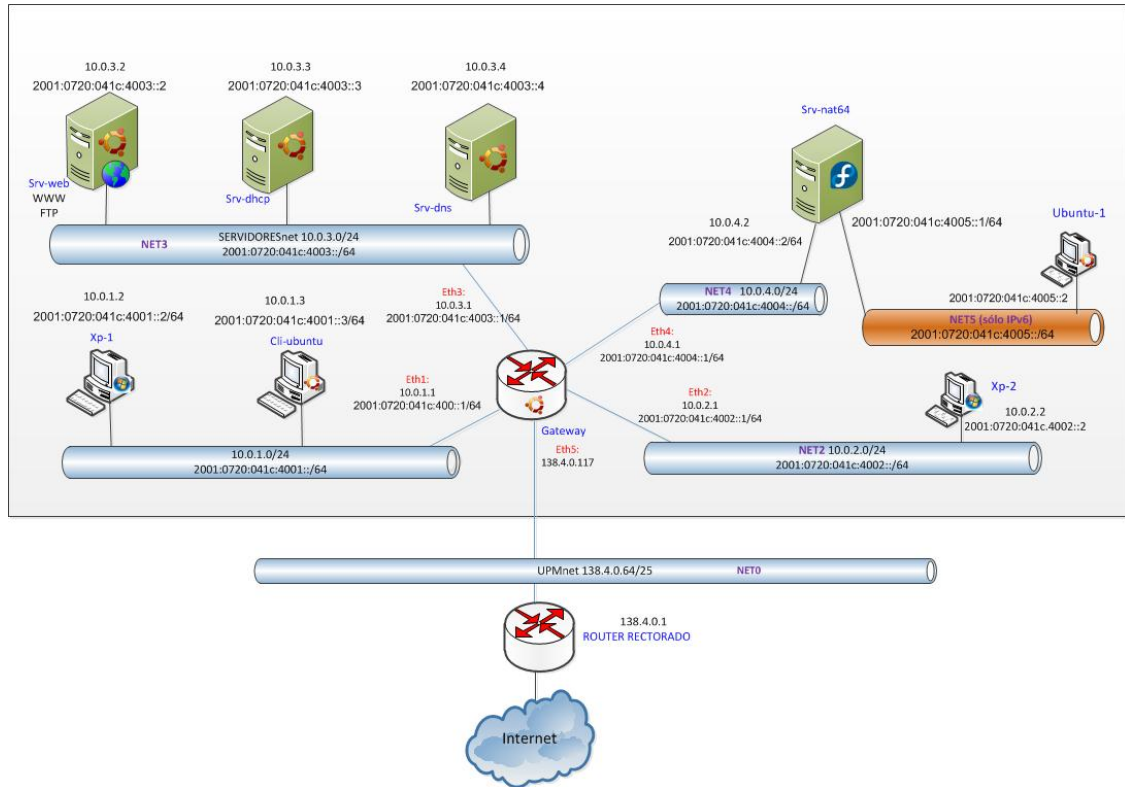 10.0.3.2
2001:0720:041c:4003::2
10.0.3.3
2001:0720:041c:4003::3
10.0.3.4
2001:0720:041c:4003::4
Srv-web
WWW
FTP
Srv-dhcp
Srv-dns
NET3
SERVIDORESnet 10.0.3.0/24
2001:0720:041c:4003::/64
Srv-nat64
10.0.4.2
2001:0720:041c:4004::2/64
2001:0720:041c:4005::1/64
Ubuntu-1
2001:0720:041c:4005::2
NET4 10.0.4.0/24
2001:0720:041c:4004::/64
NET5 (sólo IPv6)
2001:0720:041c:4005::/64
Eth3:
10.0.3.1
2001:0720:041c:4003::1/64
Eth4:
10.0.4.1
2001:0720:041c:4004::1/64
10.0.1.2
2001:0720:041c:4001::2/64
Xp-1
10.0.1.3
2001:0720:041c:4001::3/64
Cli-ubuntu
Eth1:
10.0.1.1
2001:0720:041c:400::1/64
Eth2:
10.0.2.1
2001:0720:041c:4002::1/64
Xp-2
10.0.2.2
2001:0720:041c.4002::2
Gateway
Eth5:
138.4.0.117
10.0.1.0/24
2001:0720:041c:4001::/64
NET2 10.0.2.0/24
2001:0720:041c:4002::/64
UPMnet 138.4.0.64/25
NET0
138.4.0.1
ROUTER RECTORADO
Internet